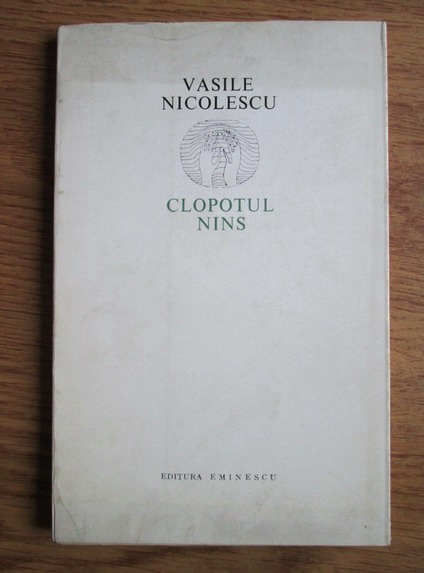 VASILE
NICOLESCU
CLOPOTUL
NINS
EDITURA EMINESCU